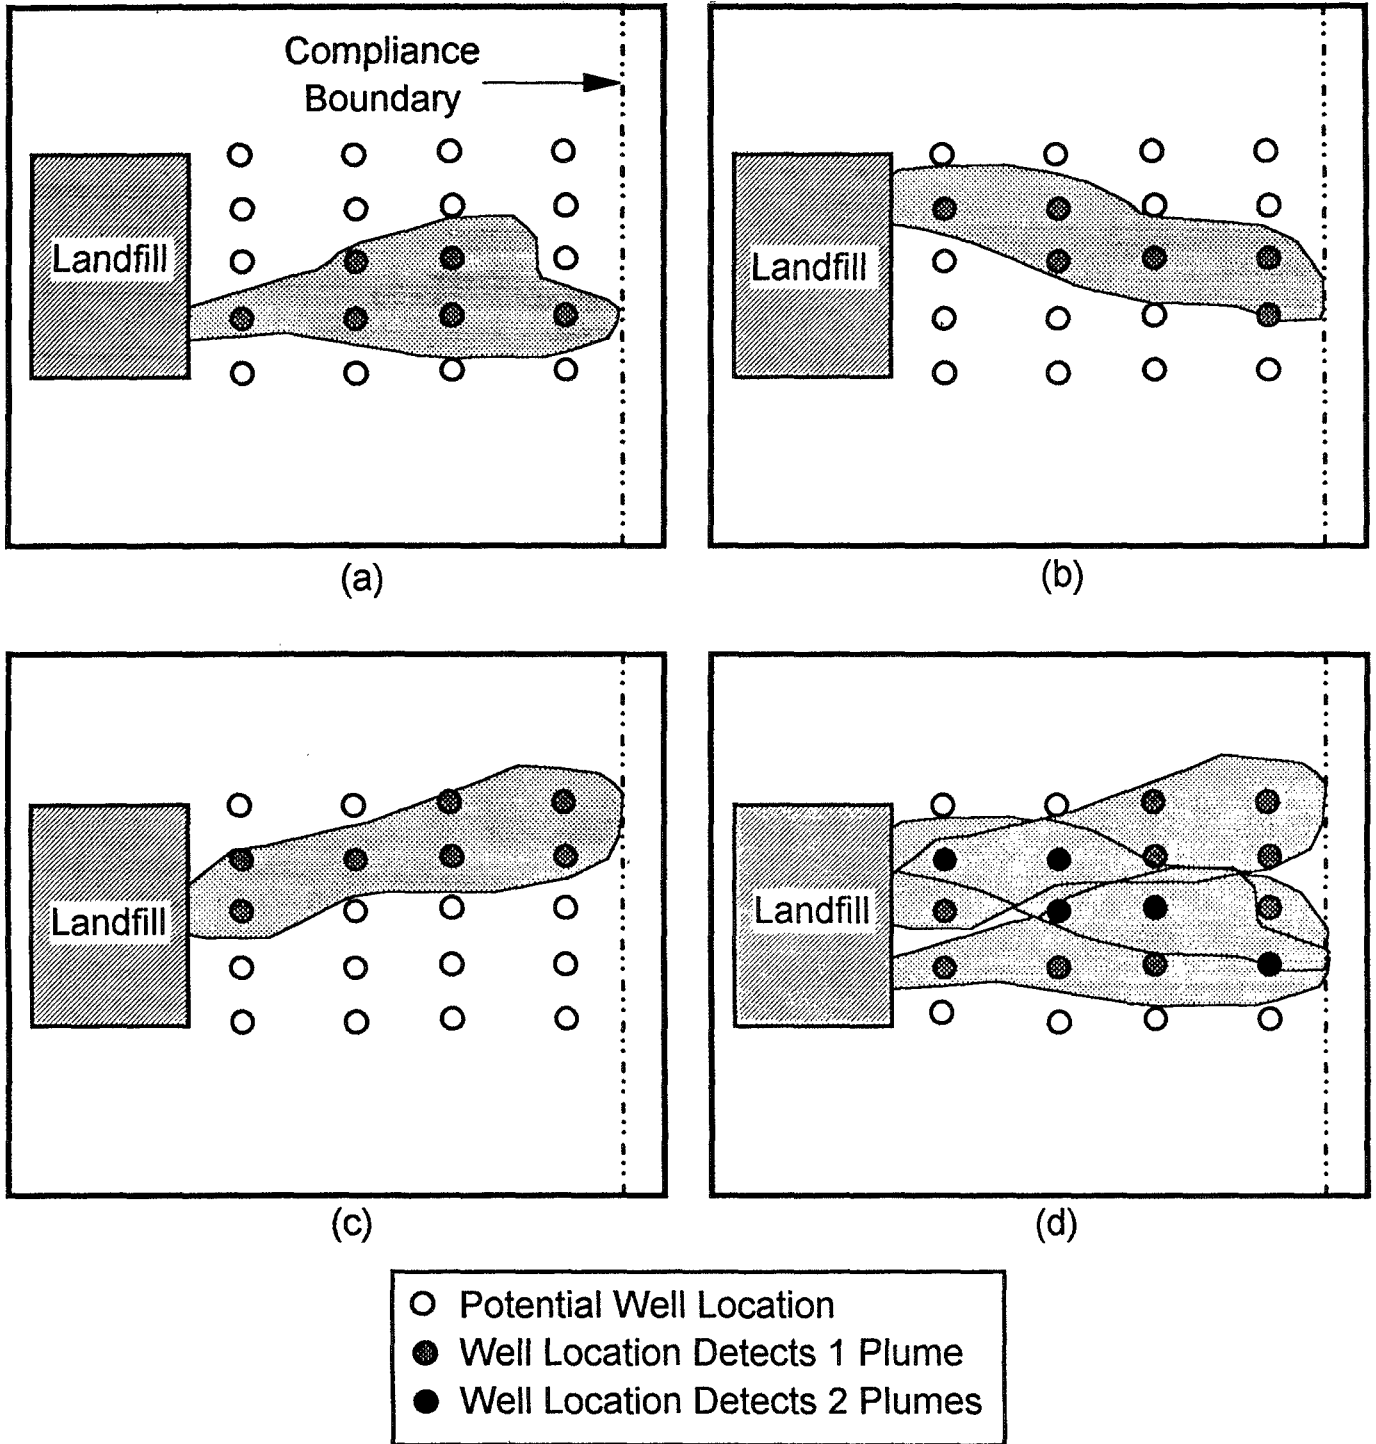 Compliance
Boundary
Landfill
(a)
Landfill
(b)
Landfill
(c)
Landfill
(d)
Potential Well Location
Well Location Detects 1 Plume
Well Location Detects 2 Plumes